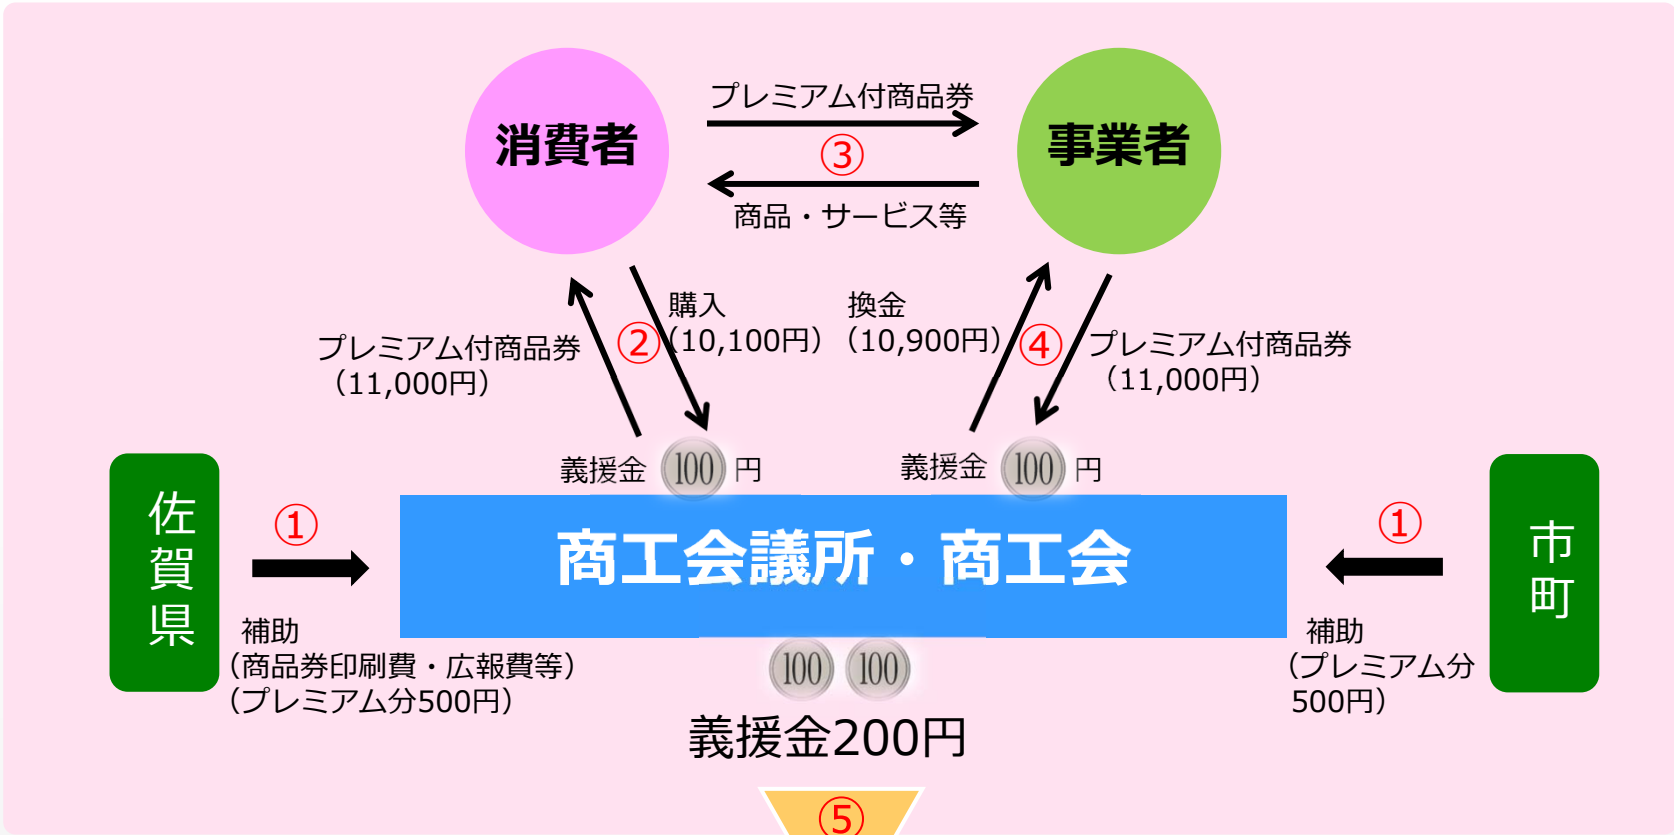 消費者
プレミアム付商品券
③
商品・サービス等
事業者
プレミアム付商品券
（11,000円）
②
購入
（10,100円）
換金
（10,900円）
④
プレミアム付商品券
（11,000円）
義援金 100 円
義援金 100 円
佐賀県
①
補助
（商品券印刷費・広報費等）
（プレミアム分500円）
商工会議所・商工会
①
補助
（プレミアム分
500円）
市町
100 100
義援金200円
⑤